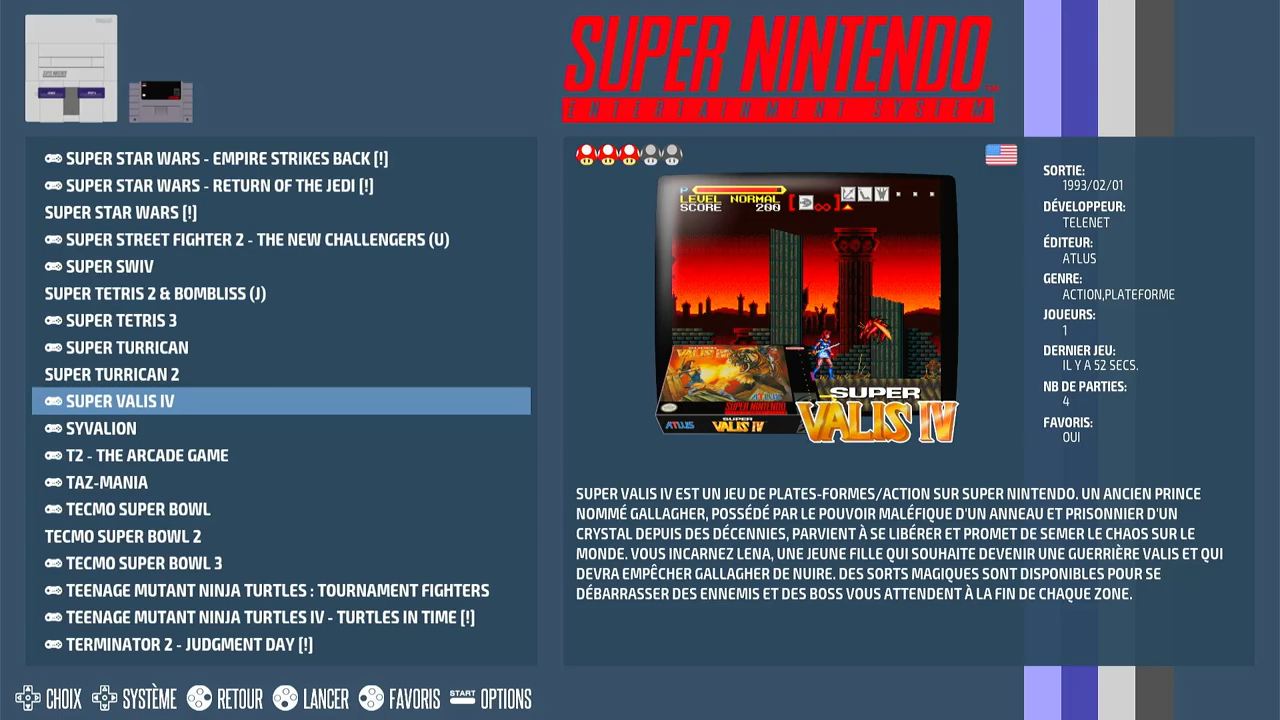 SUPER NINTENDO™
ENTERTAINMENT SYSTEM
SUPER STAR WARS - EMPIRE STRIKES BACK [!]
SUPER STAR WARS - RETURN OF THE JEDI [!]
SUPER STAR WARS [!]
SUPER STREET FIGHTER 2 - THE NEW CHALLENGERS (U)
SUPER SWIV
SUPER TETRIS 2 & BOMBLISS (J)
SUPER TETRIS 3
SUPER TURRICAN
SUPER TURRICAN 2
SUPER VALIS IV
SYVALION
T2 - THE ARCADE GAME
TAZ-MANIA
TECMO SUPER BOWL
TECMO SUPER BOWL 2
TECMO SUPER BOWL 3
TEENAGE MUTANT NINJA TURTLES : TOURNAMENT FIGHTERS
TEENAGE MUTANT NINJA TURTLES IV - TURTLES IN TIME [!]
TERMINATOR 2 - JUDGMENT DAY [!]
P
LEVEL NORMAL
SCORE 200
VALIS IV
ATLUS
SUPER NINTENDO
ATLUS
SUPER
VALIS IV
SUPER
VALIS IV
SORTIE:
1993/02/01
DÉVELOPPEUR:
TELENET
ÉDITEUR:
ATLUS
GENRE:
ACTION,PLATEFORME
JOUEURS:
1
DERNIER JEU:
IL Y A 52 SECS.
NB DE PARTIES:
4
FAVORIS:
OUI
SUPER VALIS IV EST UN JEU DE PLATES-FORMES/ACTION SUR SUPER NINTENDO. UN ANCIEN PRINCE
NOMMÉ GALLAGHER, POSSÉDÉ PAR LE POUVOIR MALÉFIQUE D'UN ANNEAU ET PRISONNIER D'UN
CRYSTAL DEPUIS DES DÉCENNIES, PARVIENT À SE LIBÉRER ET PROMET DE SEMER LE CHAOS SUR LE
MONDE. VOUS INCARNEZ LENA, UNE JEUNE FILLE QUI SOUHAITE DEVENIR UNE GUERRIÈRE VALIS ET QUI
DEVRA EMPÊCHER GALLAGHER DE NUIRE. DES SORTS MAGIQUES SONT DISPONIBLES POUR SE
DÉBARRASSER DES ENNEMIS ET DES BOSS VOUS ATTENDENT À LA FIN DE CHAQUE ZONE.
CHOIX SYSTÈME RETOUR LANCER FAVORIS START OPTIONS